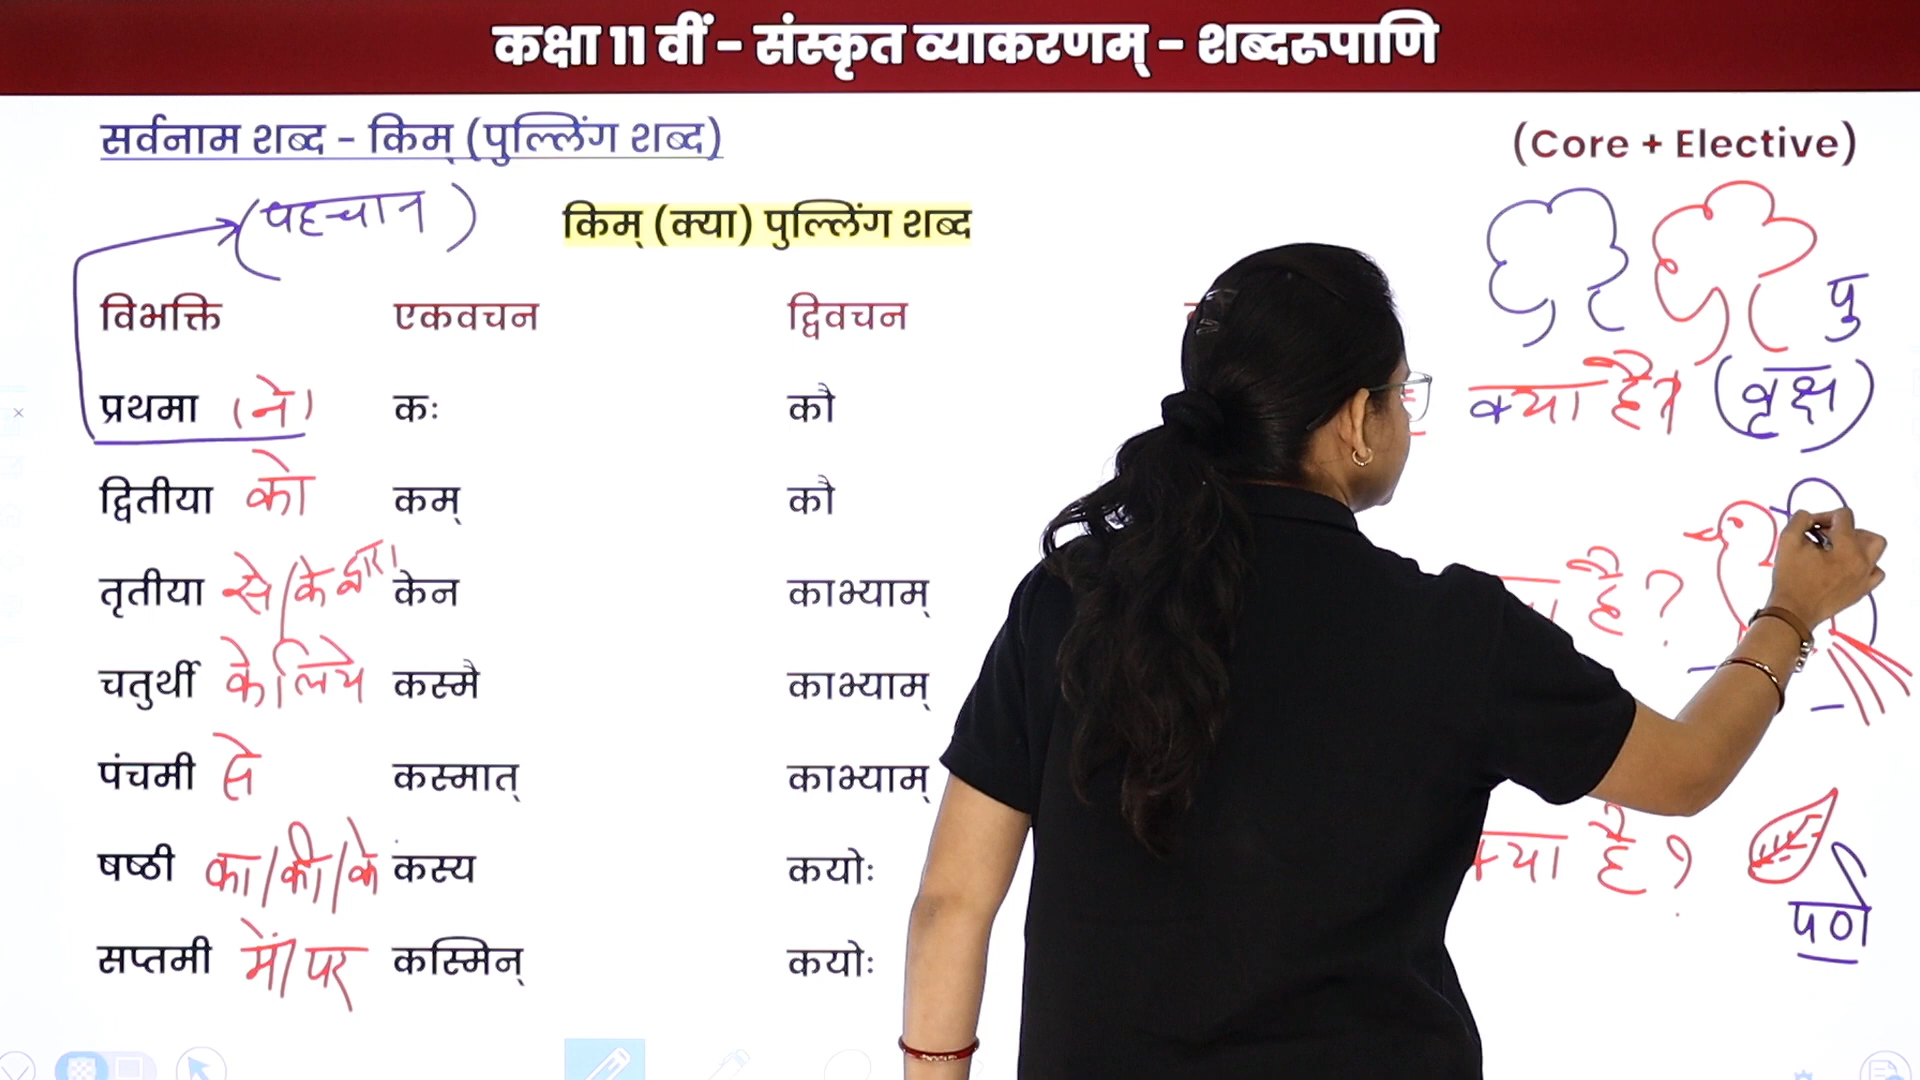 कक्षा 11 वीं - संस्कृत व्याकरणम् - शब्दरूपाणि
सर्वनाम शब्द - किम् (पुल्लिंग शब्द)
(Core + Elective)
(पहचान)
किम् (क्या) पुल्लिंग शब्द
विभक्ति एकवचन द्विवचन
पु
प्रथमा (ने) कः कौ
क्या है? (वृक्ष)
द्वितीया को कम् कौ
तृतीया से/के द्वारा केन काभ्याम्
है?
चतुर्थी के लिये कस्मै काभ्याम्
पंचमी से कस्मात् काभ्याम्
षष्ठी का/की/के कस्य कयोः
क्या है?
पर्ण
सप्तमी में/पर कस्मिन् कयोः